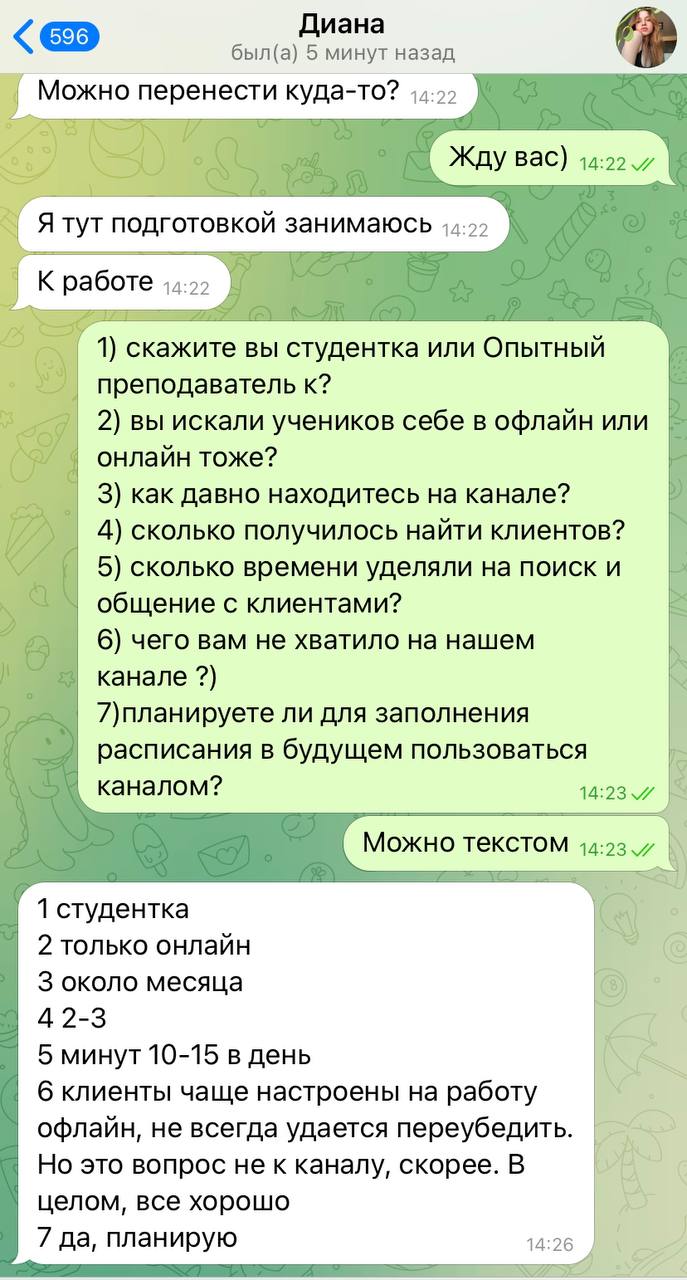 596
Диана
был(а) 5 минут назад
Можно перенести куда-то? 14:22
Жду вас) 14:22
Я тут подготовкой занимаюсь 14:22
К работе 14:22
1) скажите вы студентка или Опытный
преподаватель к?
2) вы искали учеников себе в офлайн или
онлайн тоже?
3) как давно находитесь на канале?
4) сколько получилось найти клиентов?
5) сколько времени уделяли на поиск и
общение с клиентами?
6) чего вам не хватило на нашем
канале ?)
7)планируете ли для заполнения
расписания в будущем пользоваться
каналом? 14:23
Можно текстом 14:23
1 студентка
2 только онлайн
3 около месяца
4 2-3
5 минут 10-15 в день
6 клиенты чаще настроены на работу
офлайн, не всегда удается переубедить.
Но это вопрос не к каналу, скорее. В
целом, все хорошо
7 да, планирую 14:26